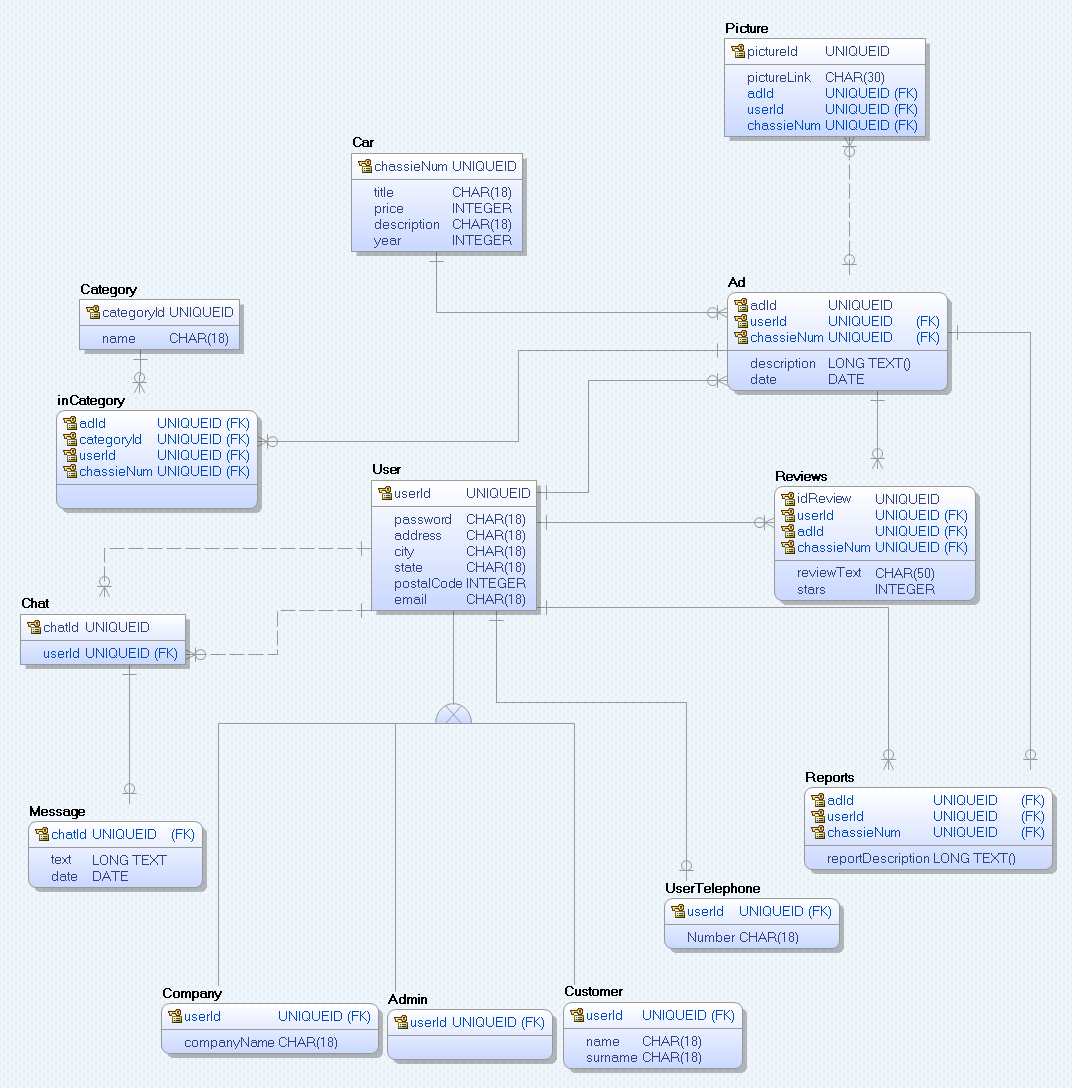 Picture
pictureId UNIQUEID
pictureLink CHAR(30)
adId UNIQUEID (FK)
userId UNIQUEID (FK)
chassieNum UNIQUEID (FK)
Car
chassieNum UNIQUEID
title CHAR(18)
price INTEGER
description CHAR(18)
year INTEGER
Category
categoryId UNIQUEID
name CHAR(18)
Ad
adId UNIQUEID
userId UNIQUEID (FK)
chassieNum UNIQUEID (FK)
description LONG TEXT()
date DATE
inCategory
adId UNIQUEID (FK)
categoryId UNIQUEID (FK)
userId UNIQUEID (FK)
chassieNum UNIQUEID (FK)
User
userId UNIQUEID
password CHAR(18)
address CHAR(18)
city CHAR(18)
state CHAR(18)
postalCode INTEGER
email CHAR(18)
Reviews
idReview UNIQUEID
userId UNIQUEID (FK)
adId UNIQUEID (FK)
chassieNum UNIQUEID (FK)
reviewText CHAR(50)
stars INTEGER
Chat
chatId UNIQUEID
userId UNIQUEID (FK)
Message
chatId UNIQUEID (FK)
text LONG TEXT
date DATE
Reports
adId UNIQUEID (FK)
userId UNIQUEID (FK)
chassieNum UNIQUEID (FK)
reportDescription LONG TEXT()
UserTelephone
userId UNIQUEID (FK)
Number CHAR(18)
Company
userId UNIQUEID (FK)
companyName CHAR(18)
Admin
userId UNIQUEID (FK)
Customer
userId UNIQUEID (FK)
name CHAR(18)
surname CHAR(18)